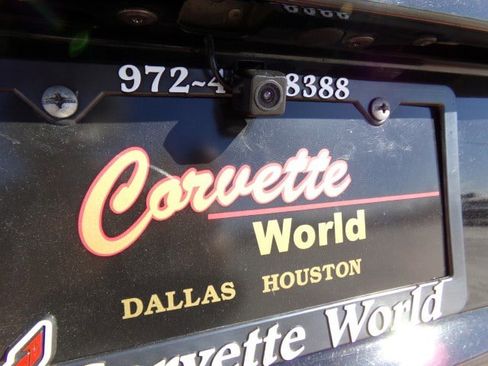 972-4 8388
Corvette
World
DALLAS HOUSTON
Corvette World